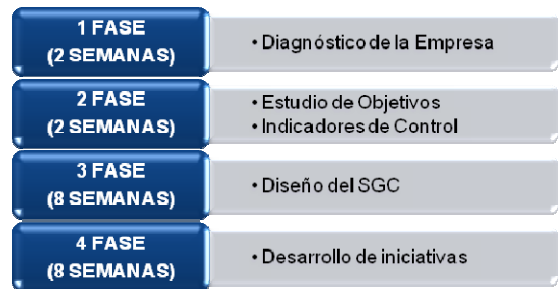 1 FASE
(2 SEMANAS)
• Diagnóstico de la Empresa
2 FASE
(2 SEMANAS)
• Estudio de Objetivos
• Indicadores de Control
3 FASE
(8 SEMANAS)
• Diseño del SGC
4 FASE
(8 SEMANAS)
• Desarrollo de iniciativas